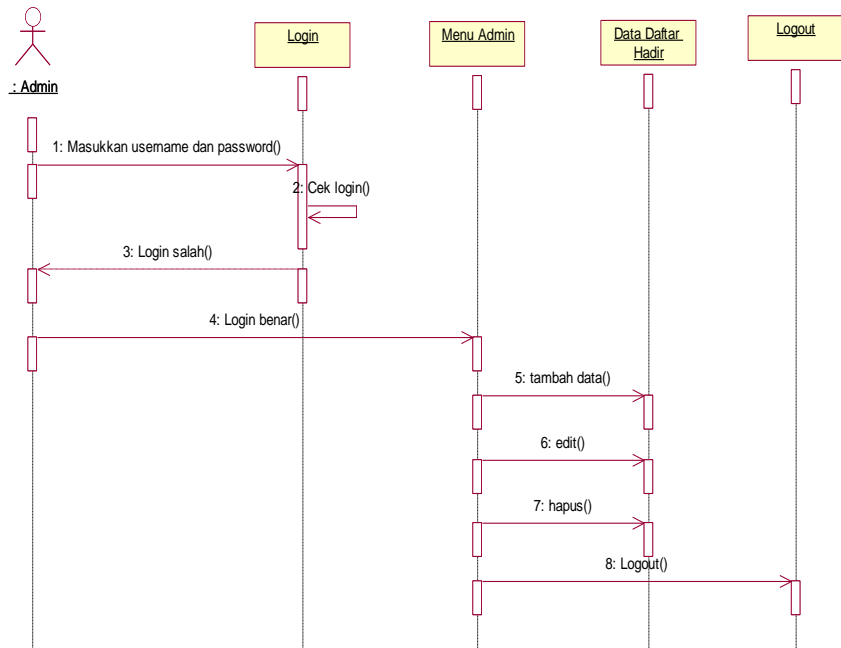 : Admin
Login
Menu Admin
Data Daftar
Hadir
Logout
1: Masukkan username dan password()
2: Cek login()
3: Login salah()
4: Login benar()
5: tambah data()
6: edit()
7: hapus()
8: Logout()